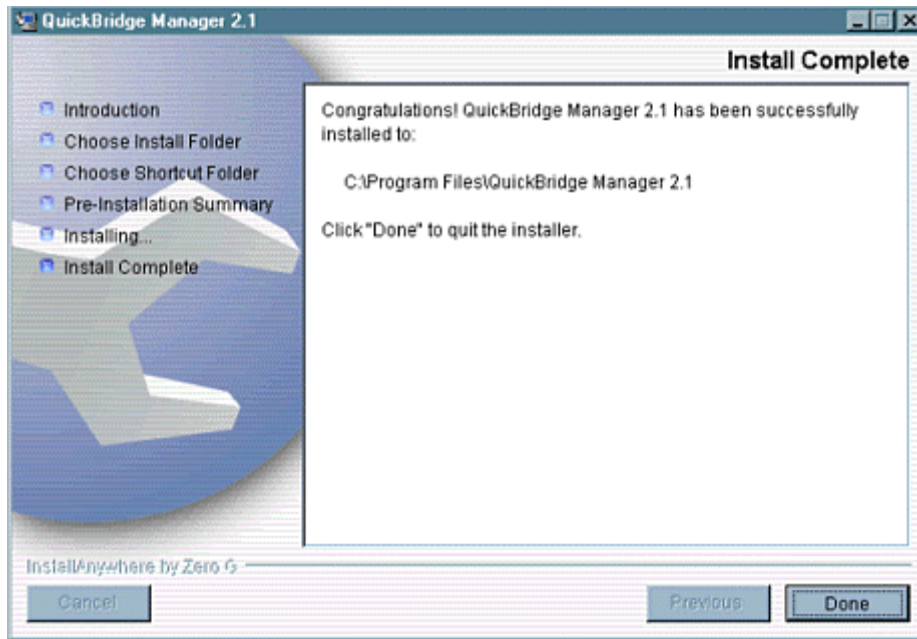 QuickBridge Manager 2.1
Install Complete
Introduction
Choose Install Folder
Choose Shortcut Folder
Pre-Installation Summary
Installing...
Install Complete
Congratulations! QuickBridge Manager 2.1 has been successfully
installed to:
C:\Program Files\QuickBridge Manager 2.1
Click "Done" to quit the installer.
InstallAnywhere by Zero G
Cancel
Previous
Done